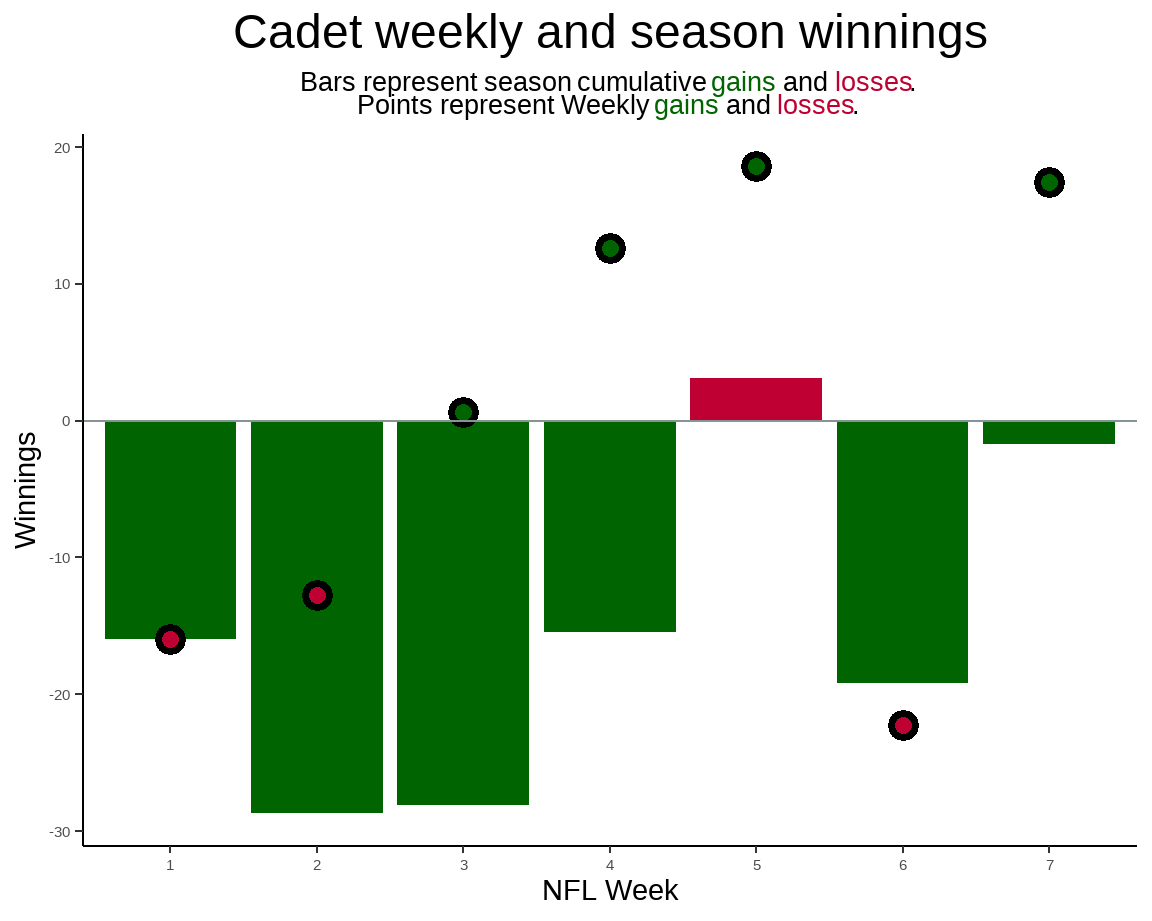 Cadet weekly and season winnings
Bars represent season cumulative gains and losses.
Points represent Weekly gains and losses.
20
10
0
-10
-20
-30
Winnings
1 2 3 4 5 6 7
NFL Week